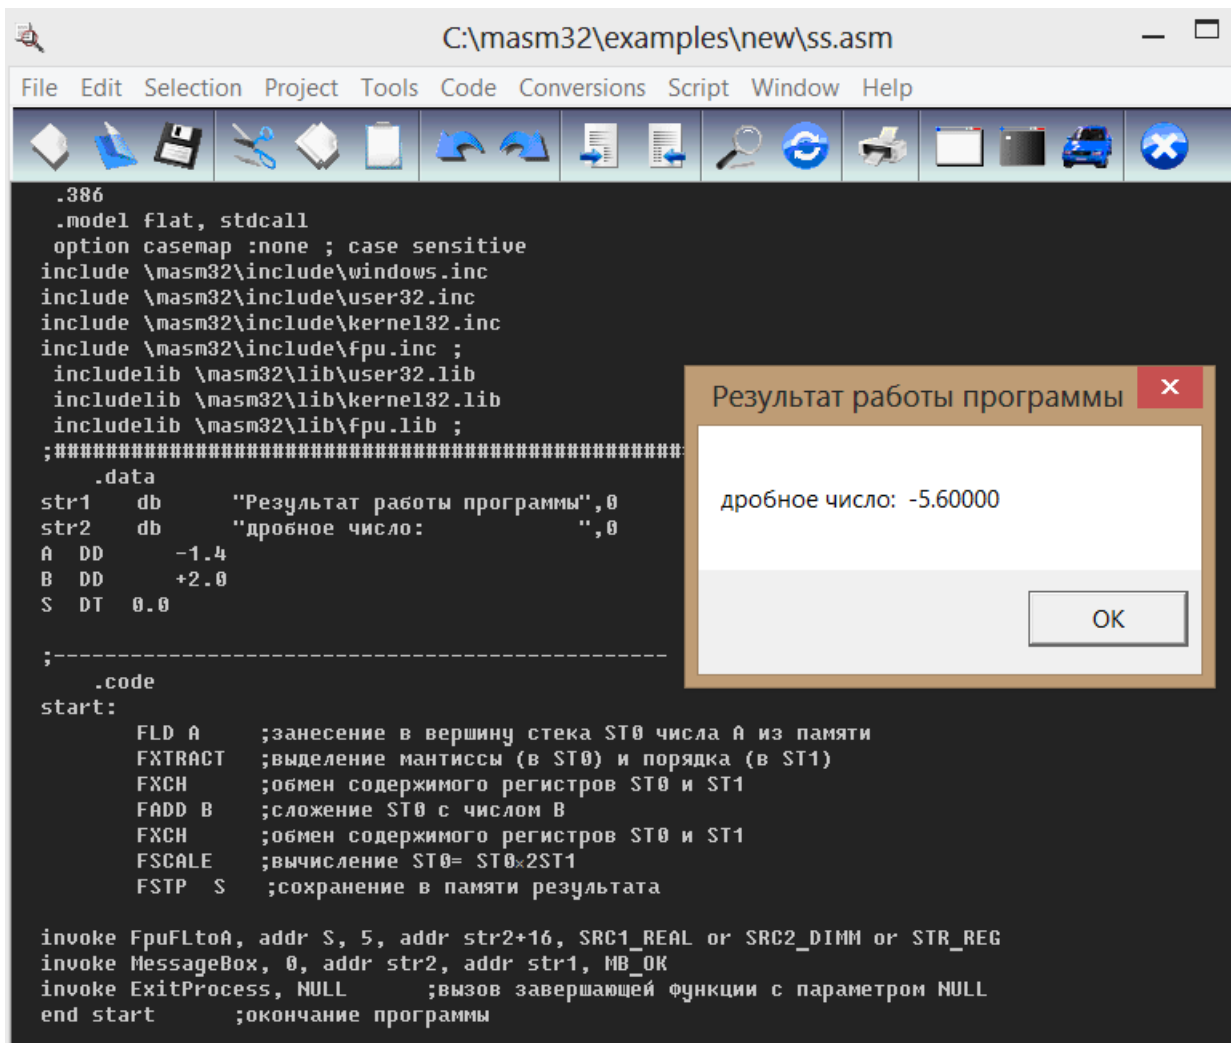 C:\masm32\examples\new\ss.asm
File Edit Selection Project Tools Code Conversions Script Window Help
.386
.model flat, stdcall
option casemap :none ; case sensitive
include \masm32\include\windows.inc
include \masm32\include\user32.inc
include \masm32\include\kernel32.inc
include \masm32\include\fpu.inc ;
includelib \masm32\lib\user32.lib
includelib \masm32\lib\kernel32.lib
includelib \masm32\lib\fpu.lib ;
;##################################################
.data
str1 db "Результат работы программы",0
str2 db "дробное число:            ",0
A DD -1.4
B DD +2.0
S DT 0.0
;------------------------------------------------
.code
start:
FLD A ;занесение в вершину стека ST0 числа A из памяти
FXTRACT ;выделение мантиссы (в ST0) и порядка (в ST1)
FXCH ;обмен содержимого регистров ST0 и ST1
FADD B ;сложение ST0 с числом B
FXCH ;обмен содержимого регистров ST0 и ST1
FSCALE ;вычисление ST0= ST0×2ST1
FSTP S ;сохранение в памяти результата
invoke FpuFLtoA, addr S, 5, addr str2+16, SRC1_REAL or SRC2_DIMM or STR_REG
invoke MessageBox, 0, addr str2, addr str1, MB_OK
invoke ExitProcess, NULL ;вызов завершающей функции с параметром NULL
end start ;окончание программы
Результат работы программы
дробное число: -5.60000
OK